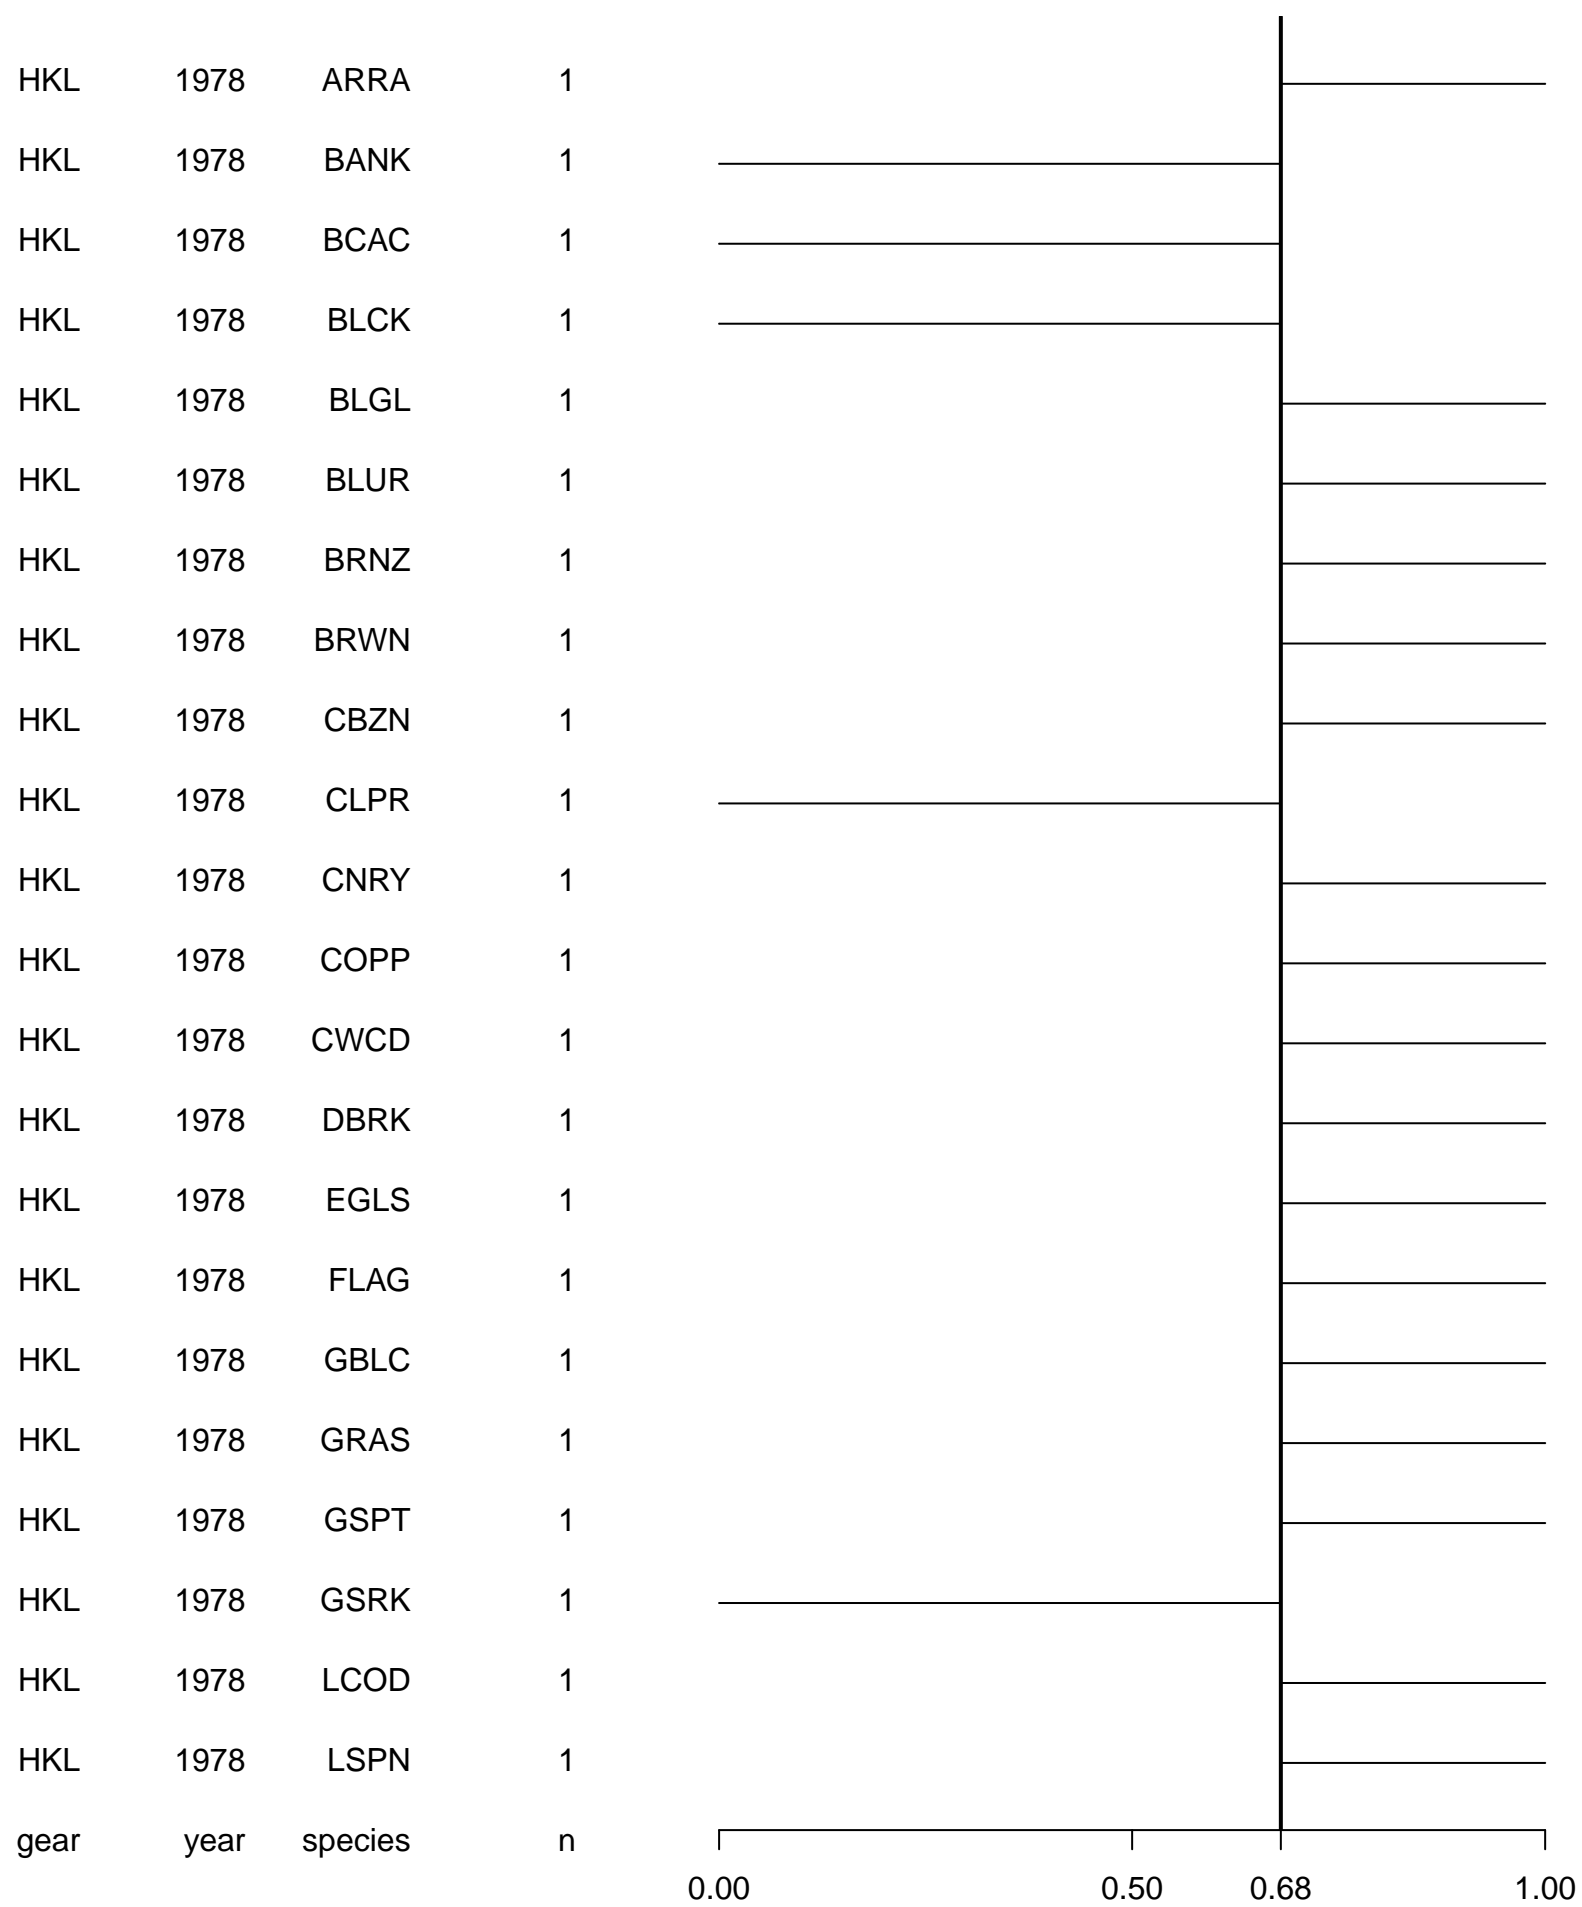 HKL 1978 ARRA 1
HKL 1978 BANK 1
HKL 1978 BCAC 1
HKL 1978 BLCK 1
HKL 1978 BLGL 1
HKL 1978 BLUR 1
HKL 1978 BRNZ 1
HKL 1978 BRWN 1
HKL 1978 CBZN 1
HKL 1978 CLPR 1
HKL 1978 CNRY 1
HKL 1978 COPP 1
HKL 1978 CWCD 1
HKL 1978 DBRK 1
HKL 1978 EGLS 1
HKL 1978 FLAG 1
HKL 1978 GBLC 1
HKL 1978 GRAS 1
HKL 1978 GSPT 1
HKL 1978 GSRK 1
HKL 1978 LCOD 1
HKL 1978 LSPN 1
gear year species n
0.00 0.50 0.68 1.00